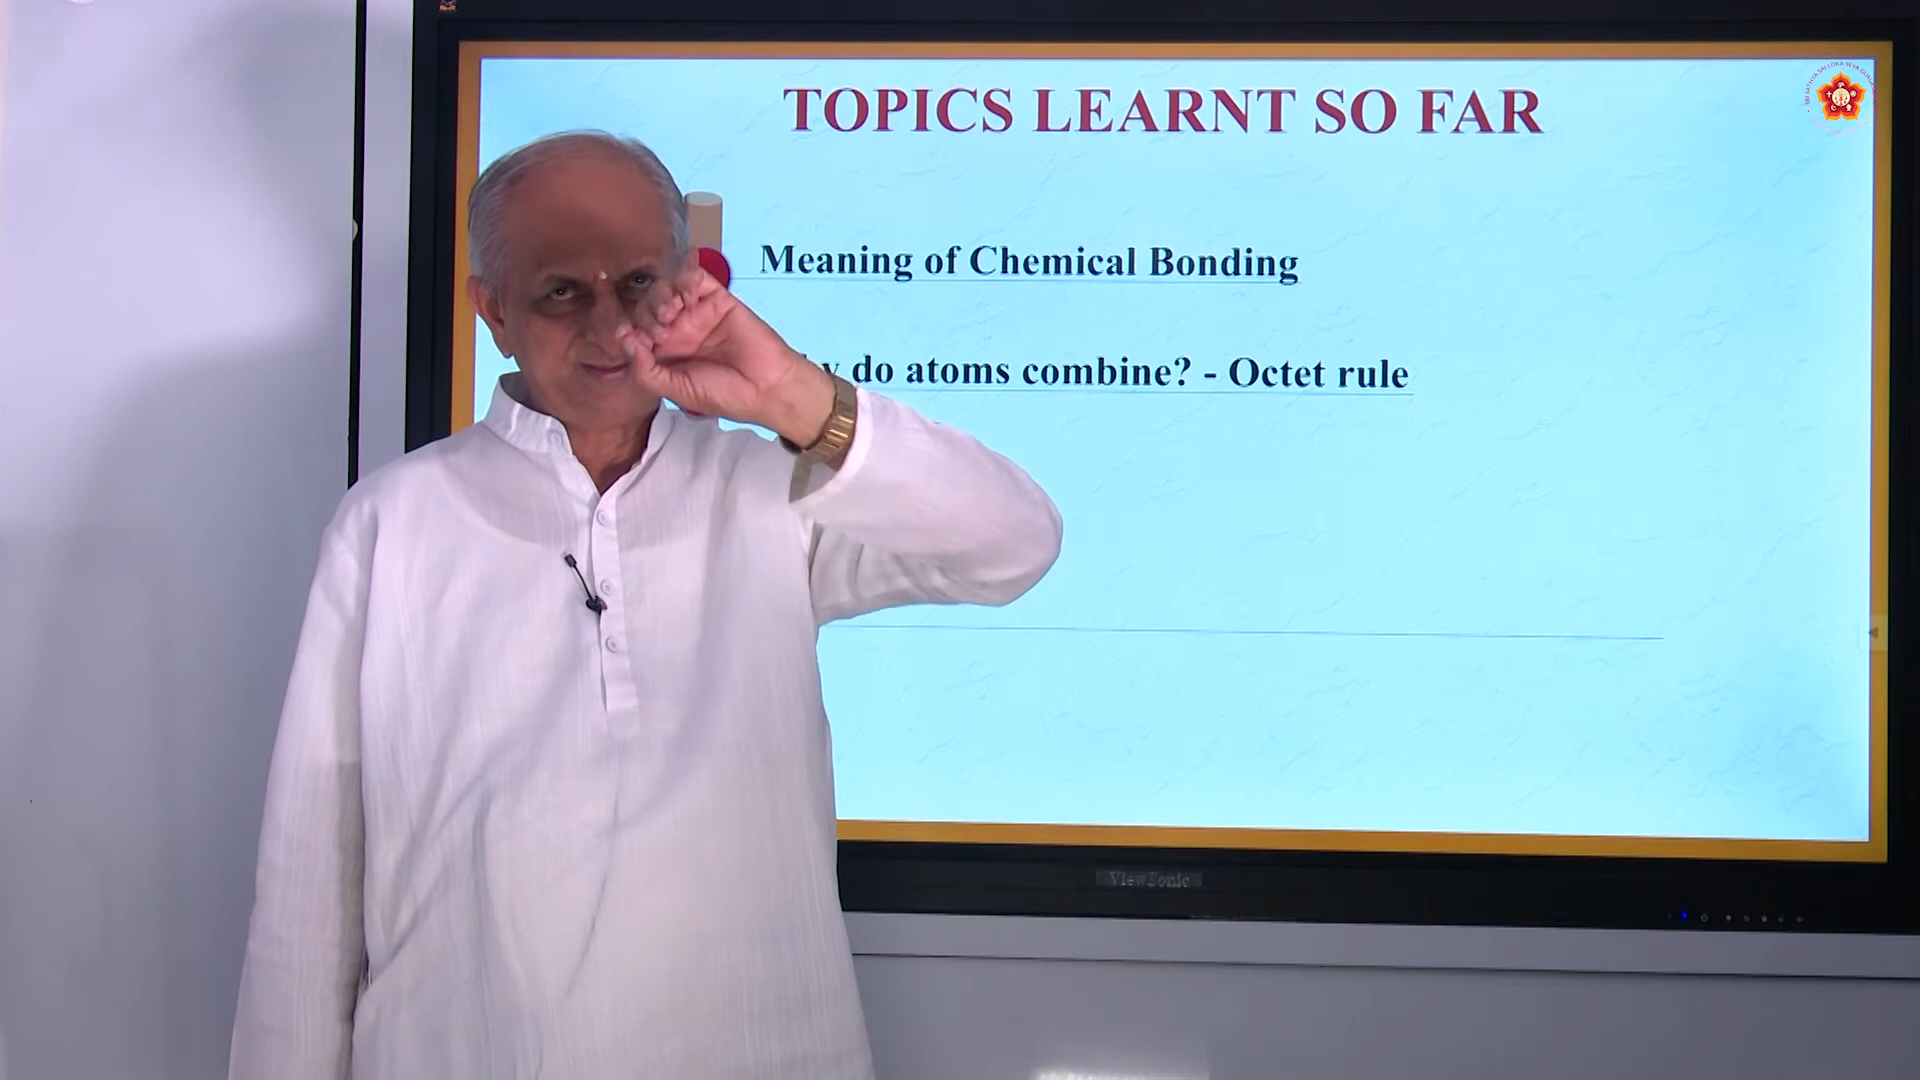 TOPICS LEARNT SO FAR
Meaning of Chemical Bonding
do atoms combine? - Octet rule
ViewSonic